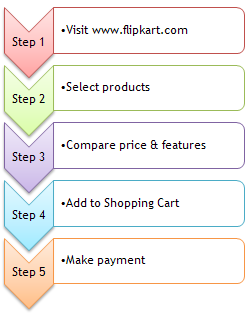 Step 1
•Visit www.flipkart.com
Step 2
•Select products
Step 3
•Compare price & features
Step 4
•Add to Shopping Cart
Step 5
•Make payment